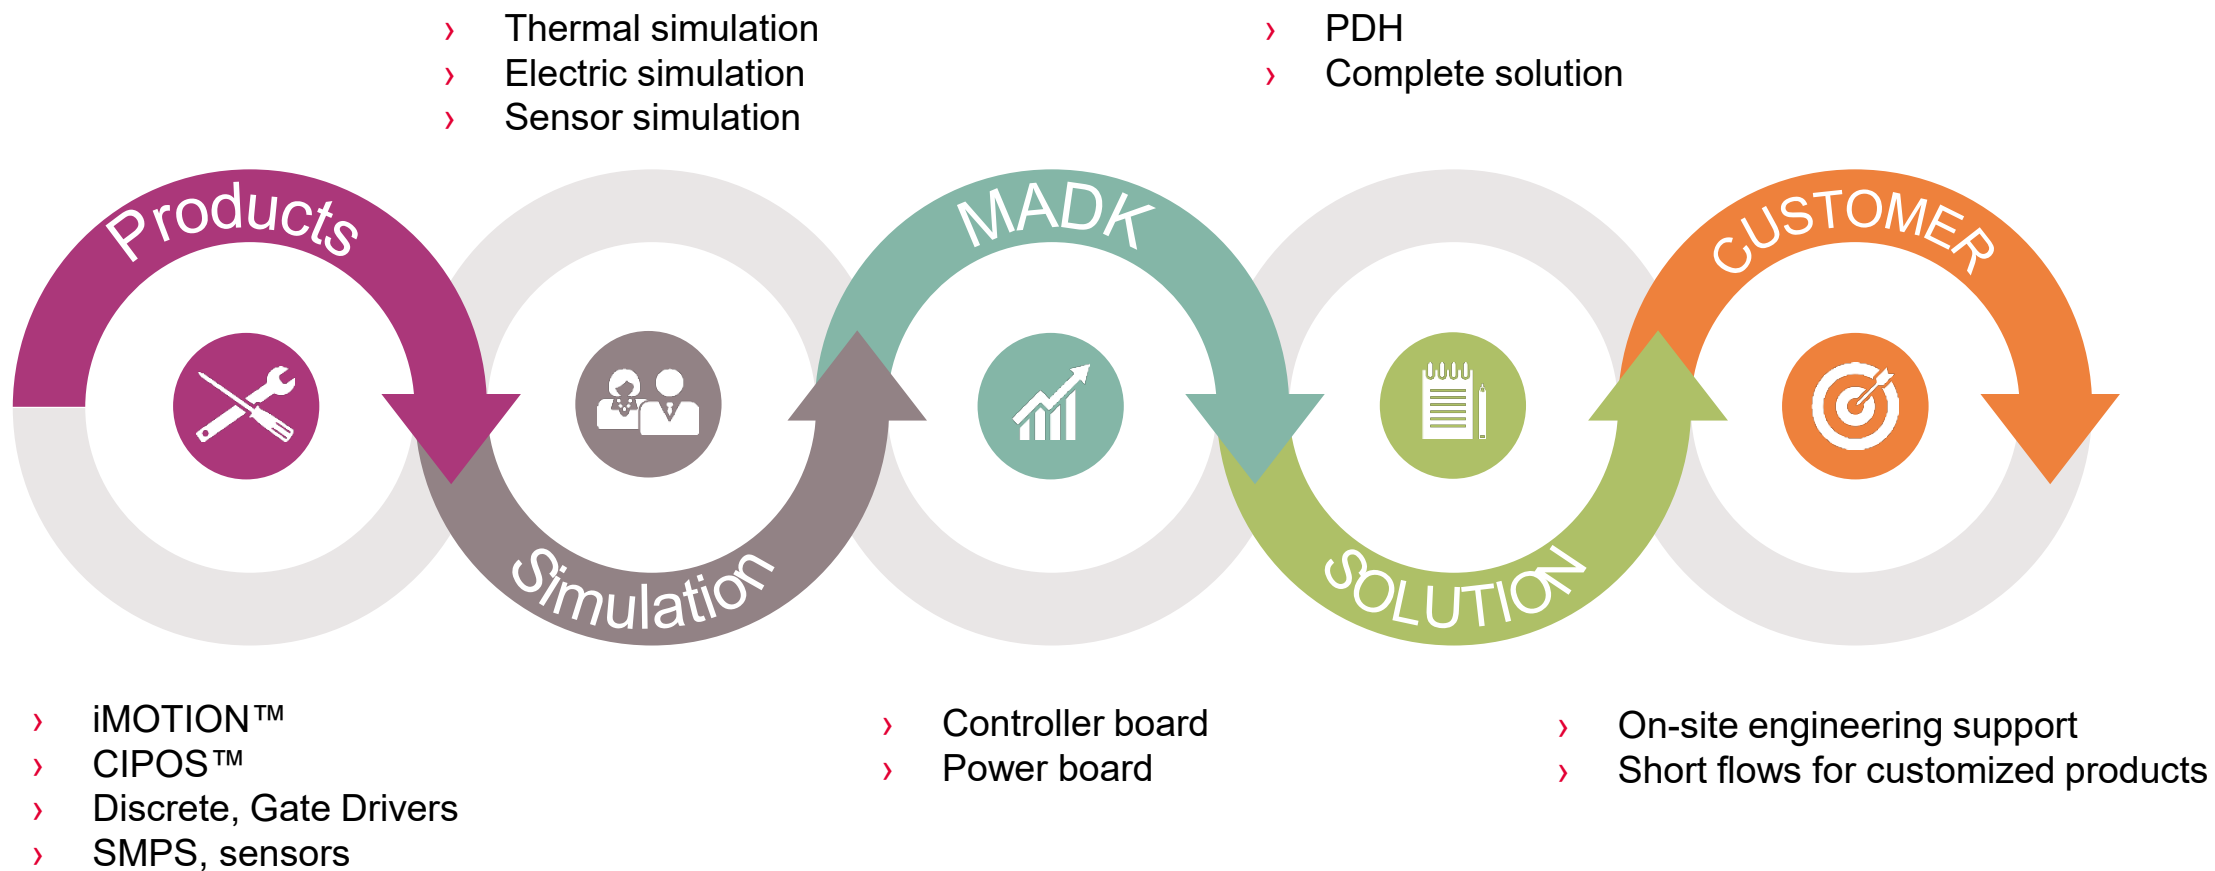 › Thermal simulation
› Electric simulation
› Sensor simulation
› PDH
› Complete solution
Products
MADK
CUSTOMER
Simulation
SOLUTION
› iMOTION™
› CIPOS™
› Discrete, Gate Drivers
› SMPS, sensors
› Controller board
› Power board
› On-site engineering support
› Short flows for customized products